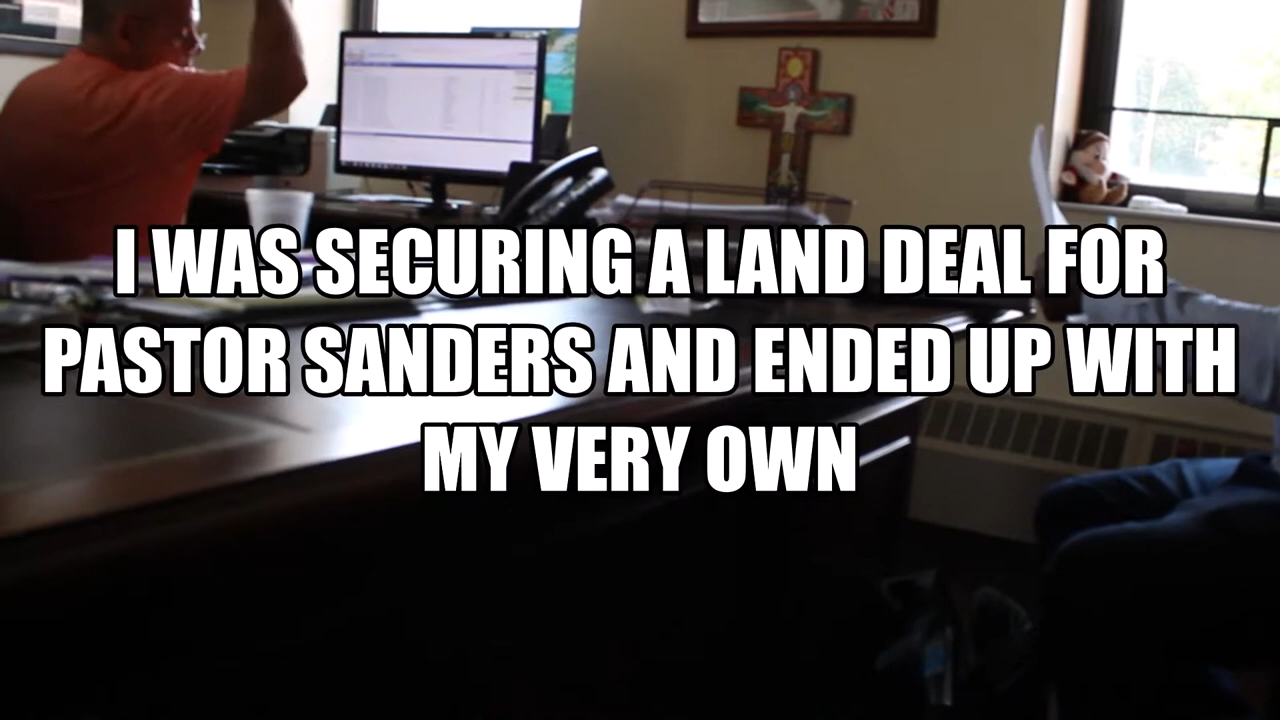 I WAS SECURING A LAND DEAL FOR
PASTOR SANDERS AND ENDED UP WITH
MY VERY OWN